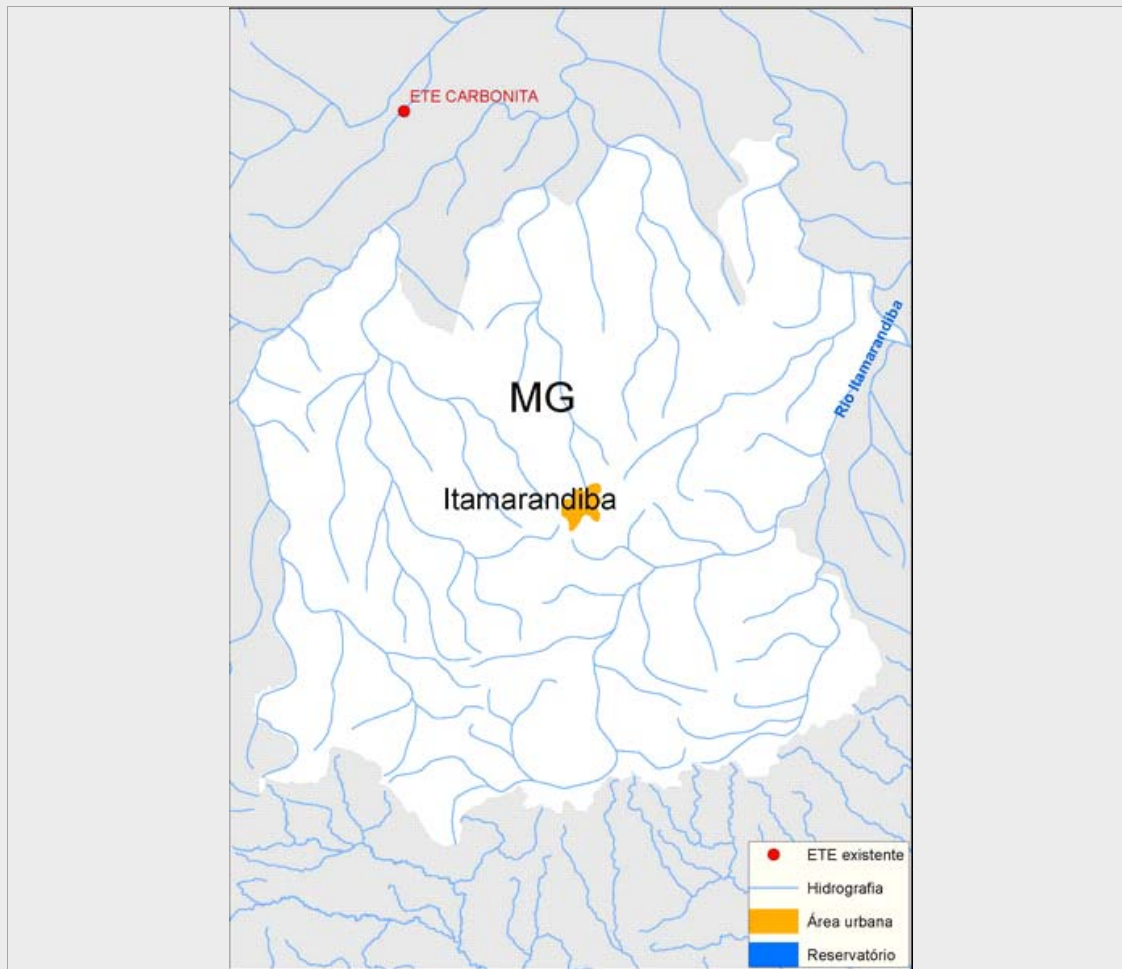 ETE CARBONITA
Rio Itamarandiba
MG
Itamarandiba
ETE existente
Hidrografia
Área urbana
Reservatório